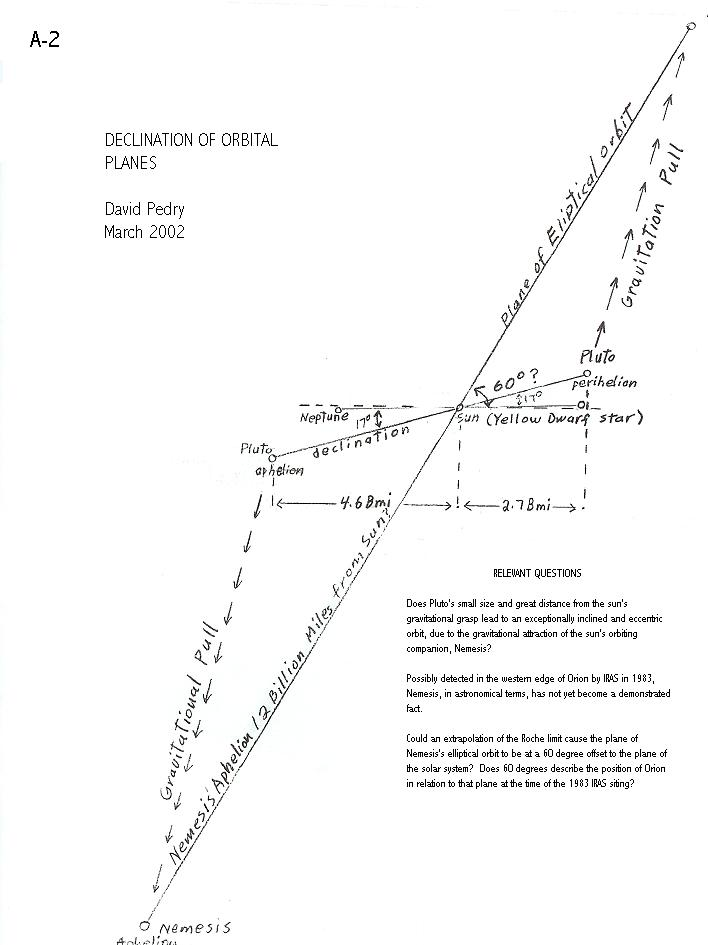 A-2
DECLINATION OF ORBITAL
PLANES
David Pedry
March 2002
Plane of Eliptical orbit
Gravitation Pull
Pluto
perihelion
60°?
17°
Neptune
17°
declination
Sun (Yellow Dwarf star)
Pluto
aphelion
4.6Bmi
2.7Bmi
Gravitational Pull
Nemesis' Aphelion 12 Billion Miles from Sun?
RELEVANT QUESTIONS
Does Pluto's small size and great distance from the sun's
gravitational grasp lead to an exceptionally inclined and eccentric
orbit, due to the gravitational attraction of the sun's orbiting
companion, Nemesis?
Possibly detected in the western edge of Orion by IRAS in 1983,
Nemesis, in astronomical terms, has not yet become a demonstrated
fact.
Could an extrapolation of the Roche limit cause the plane of
Nemesis's elliptical orbit to be at a 60 degree offset to the plane of
the solar system? Does 60 degrees describe the position of Orion
in relation to that plane at the time of the 1983 IRAS siting?
Nemesis
Aphelion